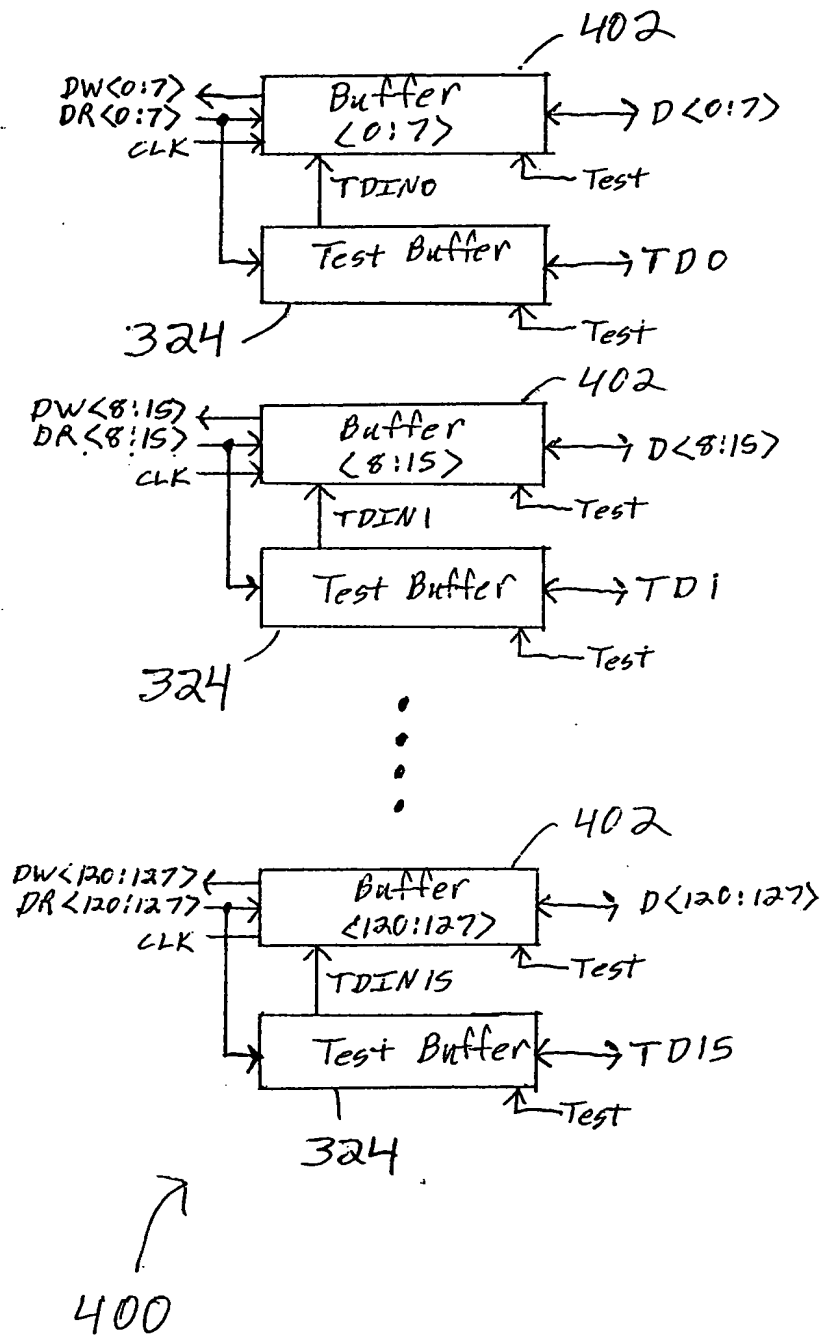 402
DW<0:7>
DR<0:7>
CLK
Buffer
<0:7>
D<0:7>
TDIN0
Test
Test Buffer
TD0
Test
324
402
DW<8:15>
DR<8:15>
CLK
Buffer
<8:15>
D<8:15>
TDIN1
Test
Test Buffer
TD1
Test
324
402
DW<120:127>
DR<120:127>
CLK
Buffer
<120:127>
D<120:127>
TDIN15
Test
Test Buffer
TD15
Test
324
400